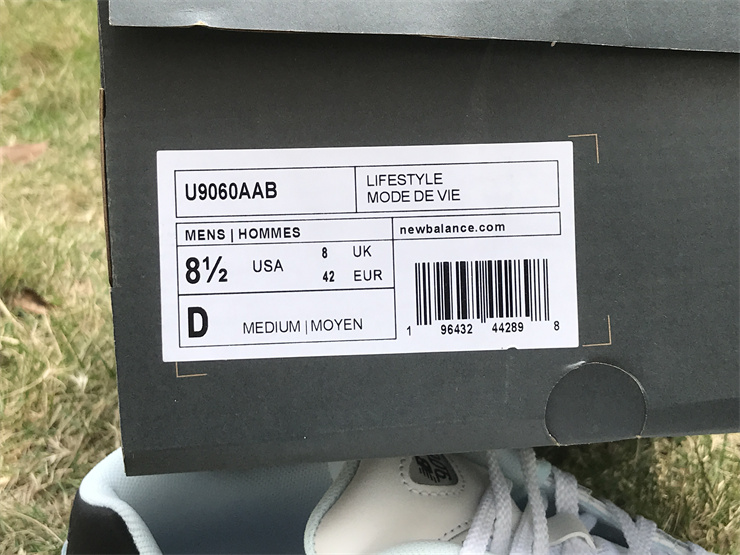 U9060AAB
LIFESTYLE
MODE DE VIE
MENS | HOMMES
newbalance.com
8½ USA
8 UK
42 EUR
D MEDIUM | MOYEN
1 96432 44289 8